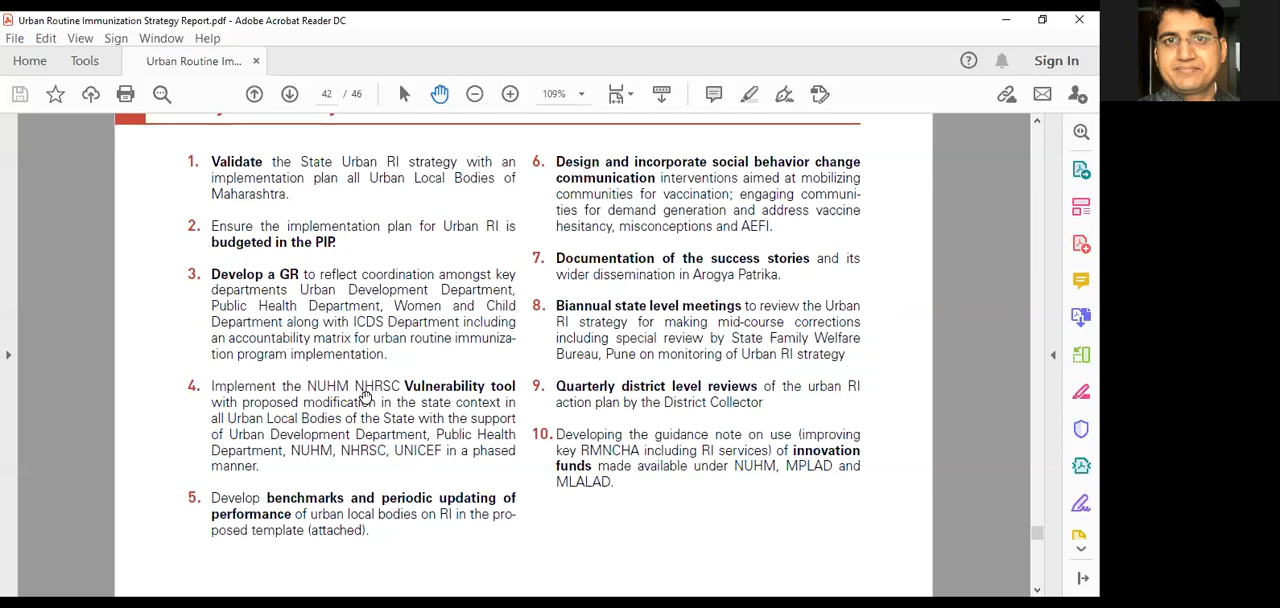 Urban Routine Immunization Strategy Report.pdf - Adobe Acrobat Reader DC
File Edit View Sign Window Help
Home Tools Urban Routine Im... × Sign In
42 / 46 109%
1. Validate the State Urban RI strategy with an
implementation plan all Urban Local Bodies of
Maharashtra.
2. Ensure the implementation plan for Urban RI is
budgeted in the PIP.
3. Develop a GR to reflect coordination amongst key
departments Urban Development Department,
Public Health Department, Women and Child
Department along with ICDS Department including
an accountability matrix for urban routine immuniza-
tion program implementation.
4. Implement the NUHM NHRSC Vulnerability tool
with proposed modification in the state context in
all Urban Local Bodies of the State with the support
of Urban Development Department, Public Health
Department, NUHM, NHRSC, UNICEF in a phased
manner.
5. Develop benchmarks and periodic updating of
performance of urban local bodies on RI in the pro-
posed template (attached).
6. Design and incorporate social behavior change
communication interventions aimed at mobilizing
communities for vaccination; engaging communi-
ties for demand generation and address vaccine
hesitancy, misconceptions and AEFI.
7. Documentation of the success stories and its
wider dissemination in Arogya Patrika.
8. Biannual state level meetings to review the Urban
RI strategy for making mid-course corrections
including special review by State Family Welfare
Bureau, Pune on monitoring of Urban RI strategy
9. Quarterly district level reviews of the urban RI
action plan by the District Collector
10. Developing the guidance note on use (improving
key RMNCHA including RI services) of innovation
funds made available under NUHM, MPLAD and
MLALAD.